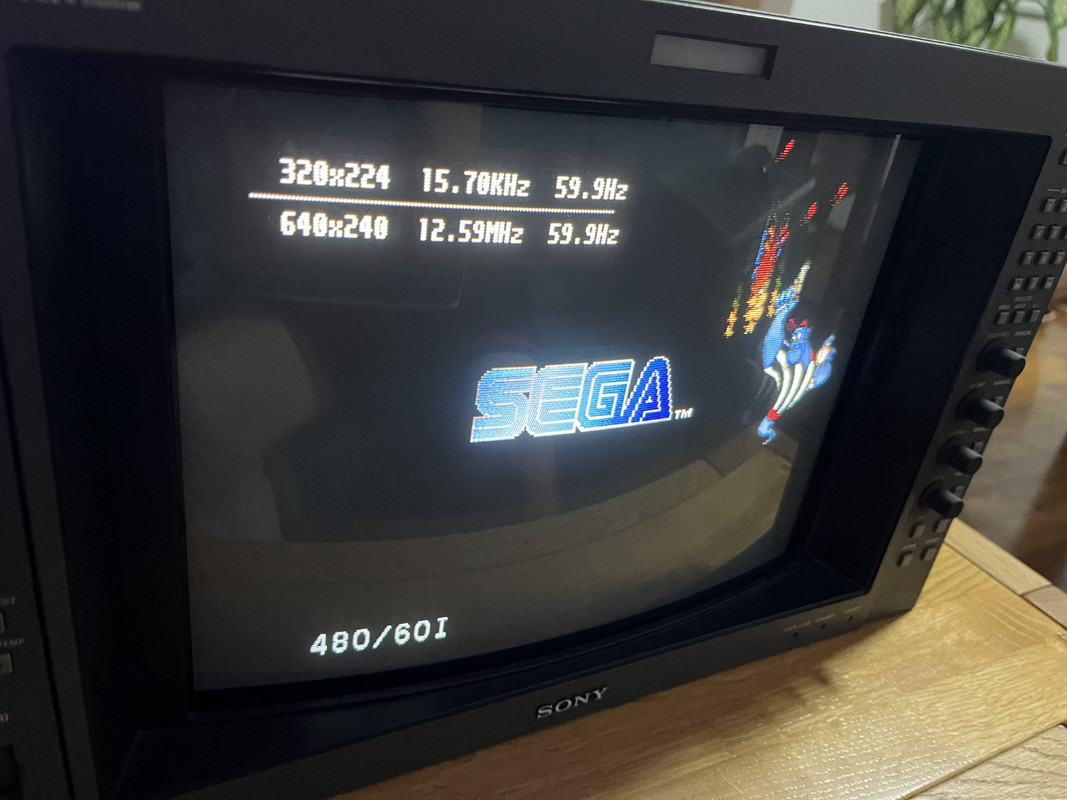 320x224 15.70KHz 59.9Hz
640x240 12.59MHz 59.9Hz
SEGA™
480/60I
SONY